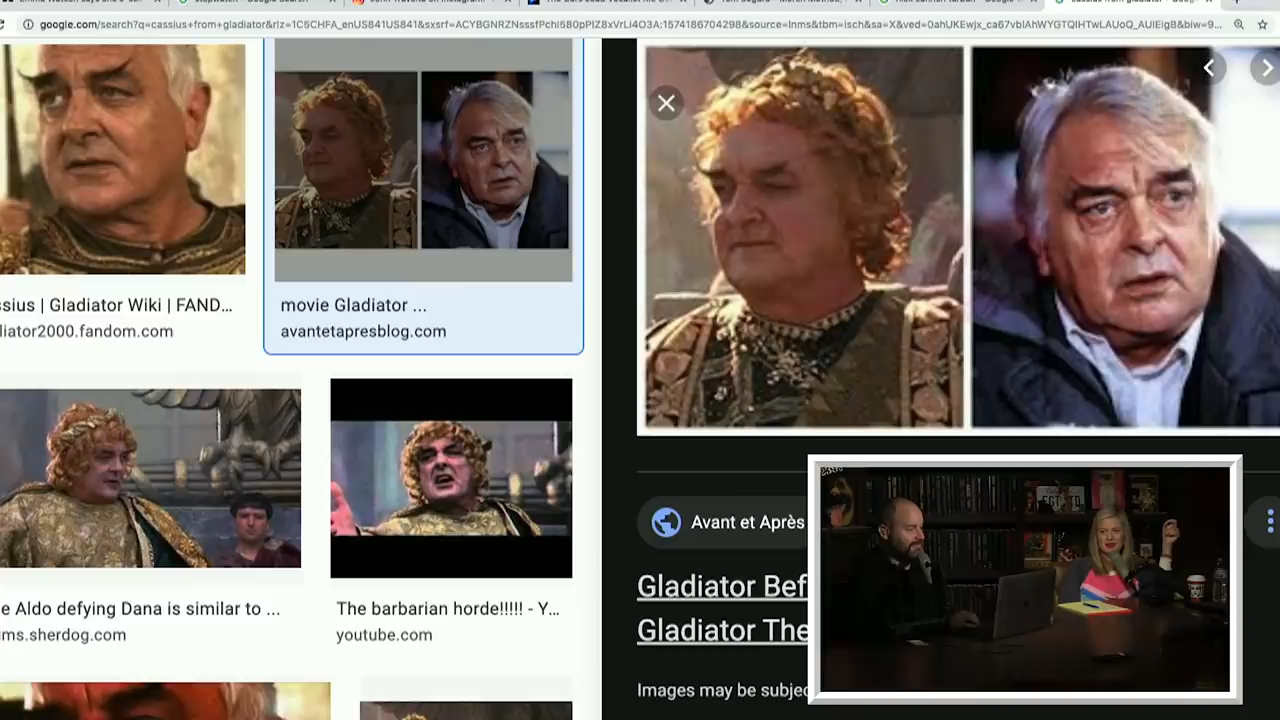 google.com/search?q=cassius+from+gladiator&rlz=1C5CHFA_enUS841US841&sxsrf=ACYBGNRZNsssfPchI580pPIZ8xVrLi4O3A:1574186704298&source=lnms&tbm=isch&sa=X&ved=0ahUKEwjx_ca67vblAhWYGTQIHTwLAUoQ_AUIEigB&biw=9...
ssius | Gladiator Wiki | FAND...
liator2000.fandom.com
movie Gladiator ...
avantetapresblog.com
e Aldo defying Dana is similar to ...
ms.sherdog.com
The barbarian horde!!!!! - Y...
youtube.com
Avant et Après
Gladiator Bef
Gladiator The
Images may be subjec